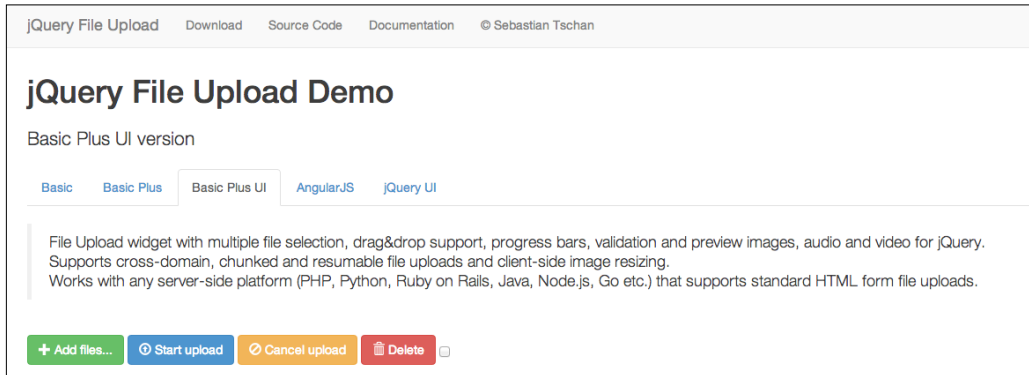 jQuery File Upload Download Source Code Documentation © Sebastian Tschan
jQuery File Upload Demo
Basic Plus UI version
Basic Basic Plus Basic Plus UI AngularJS jQuery UI
File Upload widget with multiple file selection, drag&drop support, progress bars, validation and preview images, audio and video for jQuery.
Supports cross-domain, chunked and resumable file uploads and client-side image resizing.
Works with any server-side platform (PHP, Python, Ruby on Rails, Java, Node.js, Go etc.) that supports standard HTML form file uploads.
Add files... Start upload Cancel upload Delete